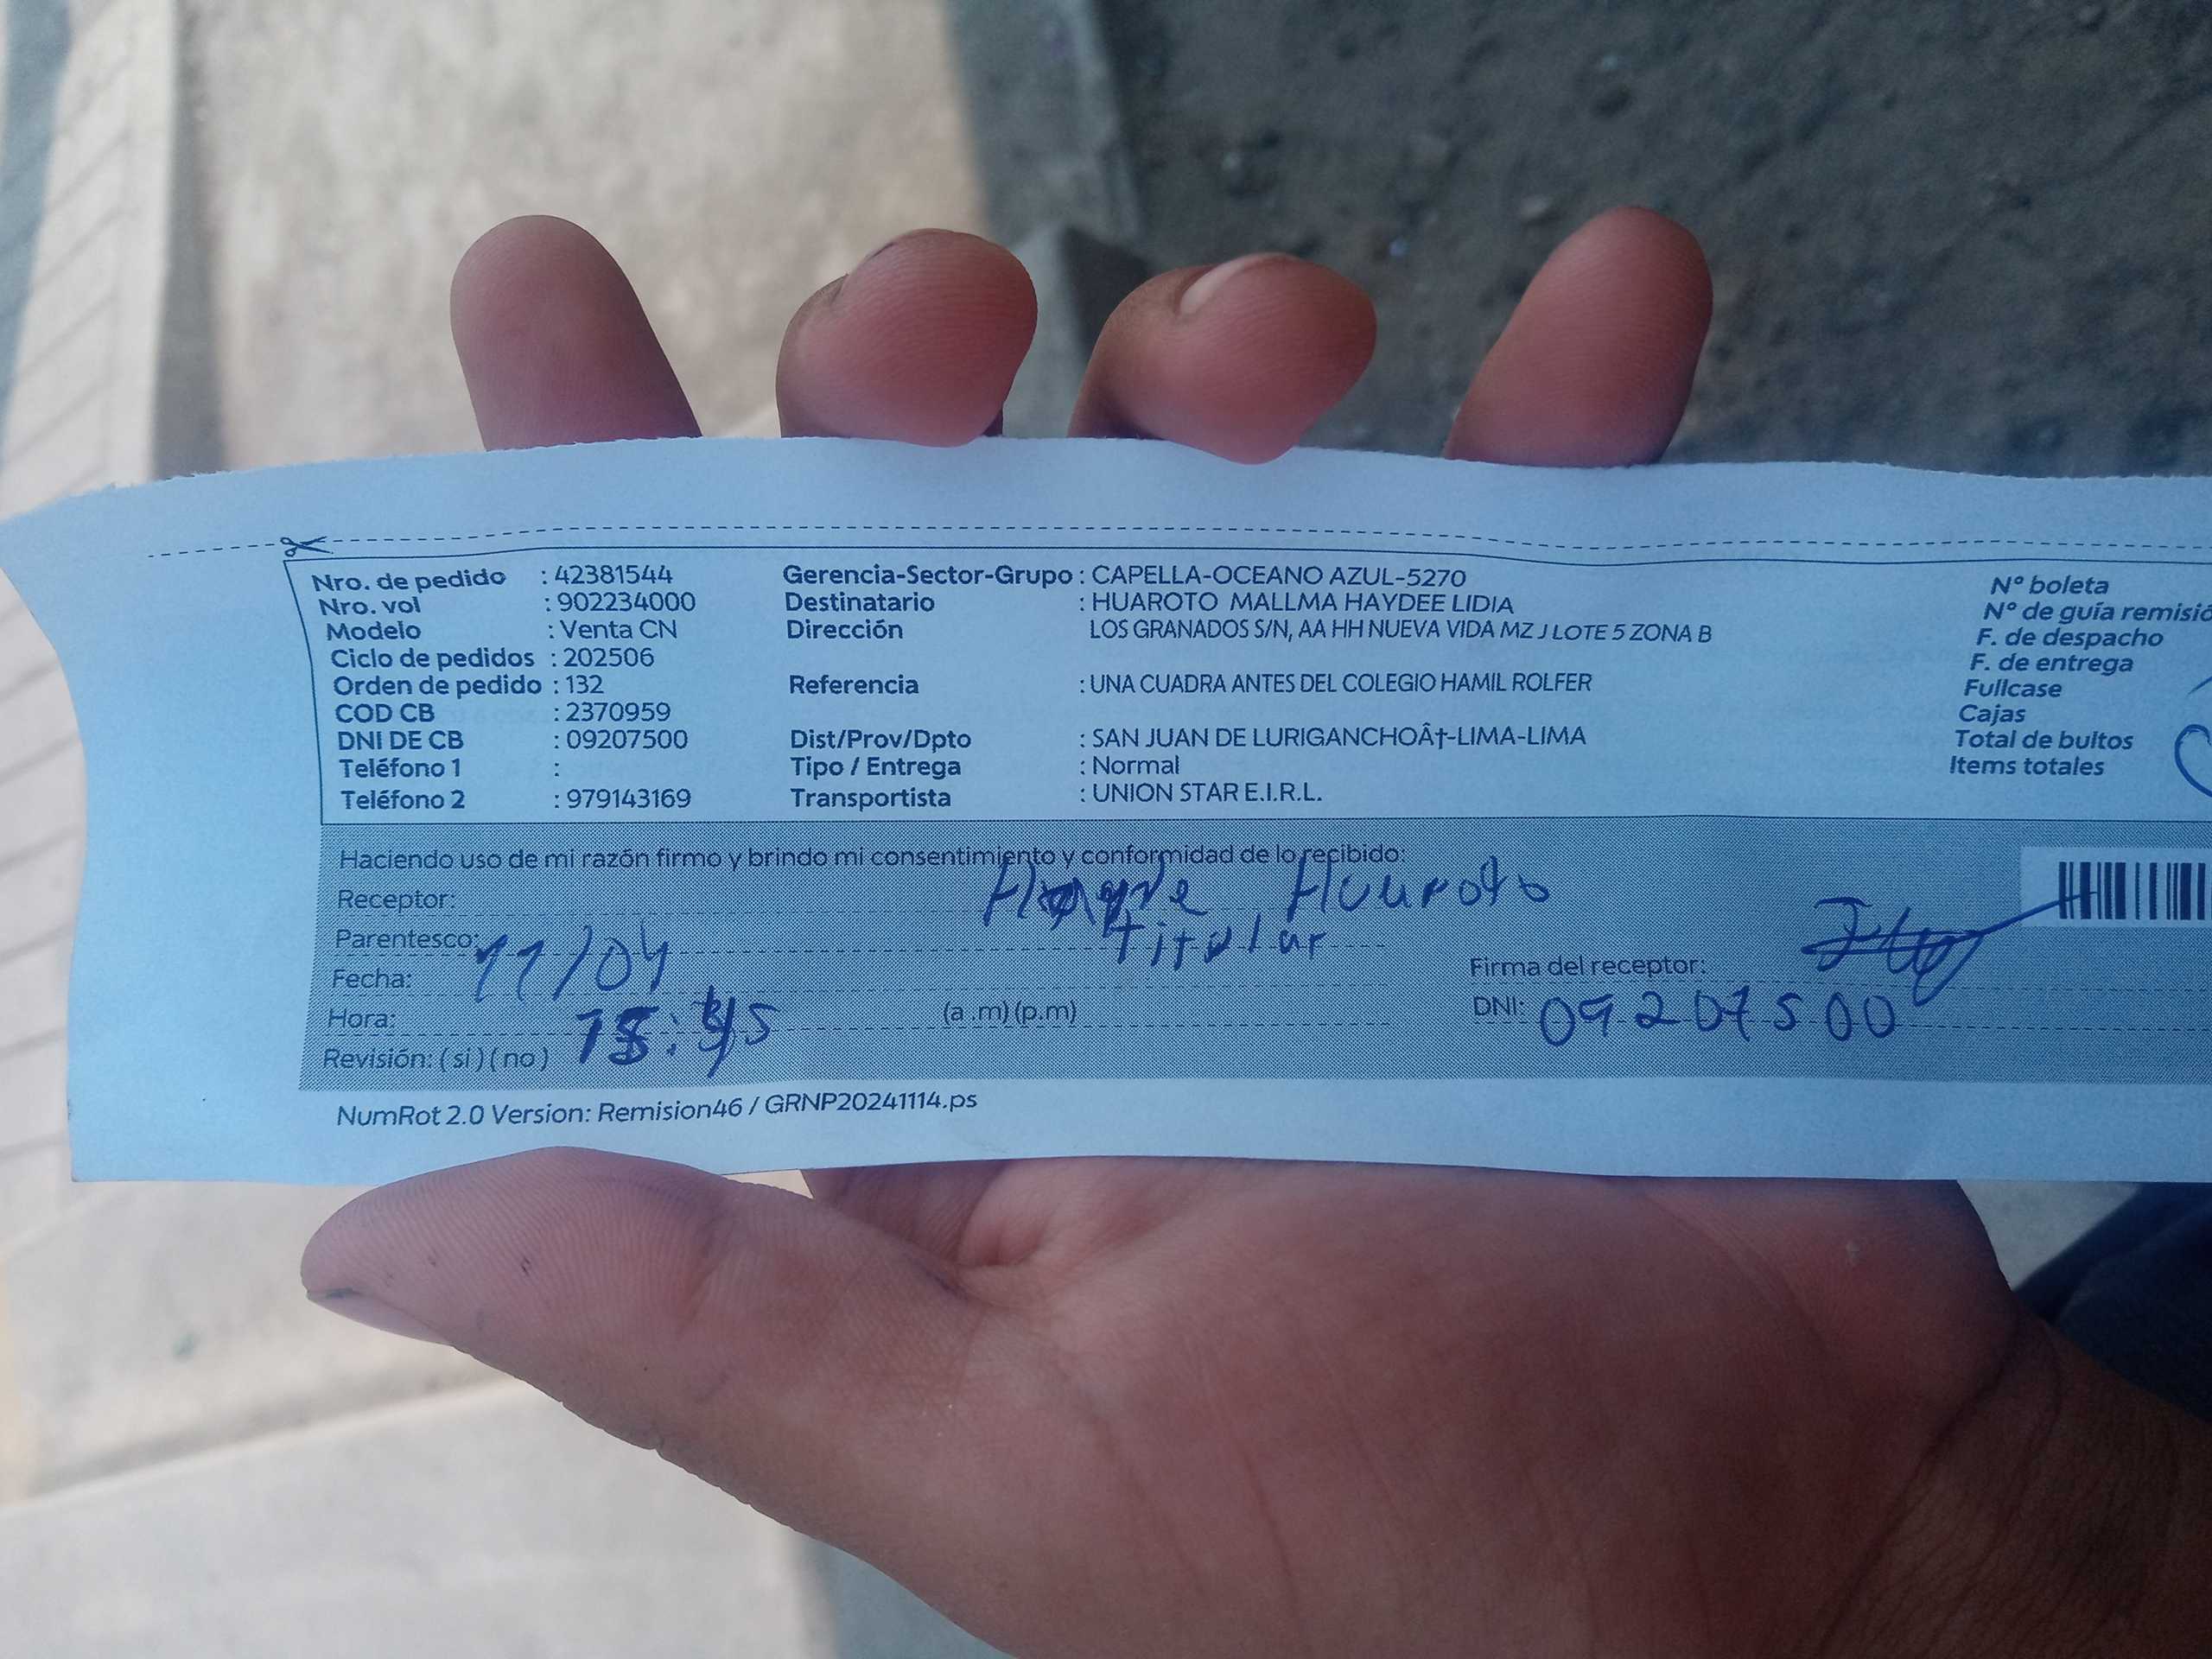 Nro. de pedido : 42381544
Nro. vol : 902234000
Modelo : Venta CN
Ciclo de pedidos : 202506
Orden de pedido : 132
COD CB : 2370959
DNI DE CB : 09207500
Teléfono 1 :
Teléfono 2 : 979143169
Gerencia-Sector-Grupo : CAPELLA-OCEANO AZUL-5270
Destinatario : HUAROTO MALLMA HAYDEE LIDIA
Dirección LOS GRANADOS S/N, AA HH NUEVA VIDA MZ J LOTE 5 ZONA B
Referencia : UNA CUADRA ANTES DEL COLEGIO HAMIL ROLFER
Dist/Prov/Dpto : SAN JUAN DE LURIGANCHOÂ†-LIMA-LIMA
Tipo / Entrega : Normal
Transportista : UNION STAR E.I.R.L.
N° boleta
N° de guía remisió
F. de despacho
F. de entrega
Fullcase
Cajas
Total de bultos
Items totales
Haciendo uso de mi razón firmo y brindo mi consentimiento y conformidad de lo recibido:
Receptor: Huaroto
Parentesco: titular
Fecha: 11/04
Hora: (a .m) (p.m)
Revisión: ( si ) ( no )
Firma del receptor:
DNI: 09207500
NumRot 2.0 Version: Remision46 / GRNP20241114.ps